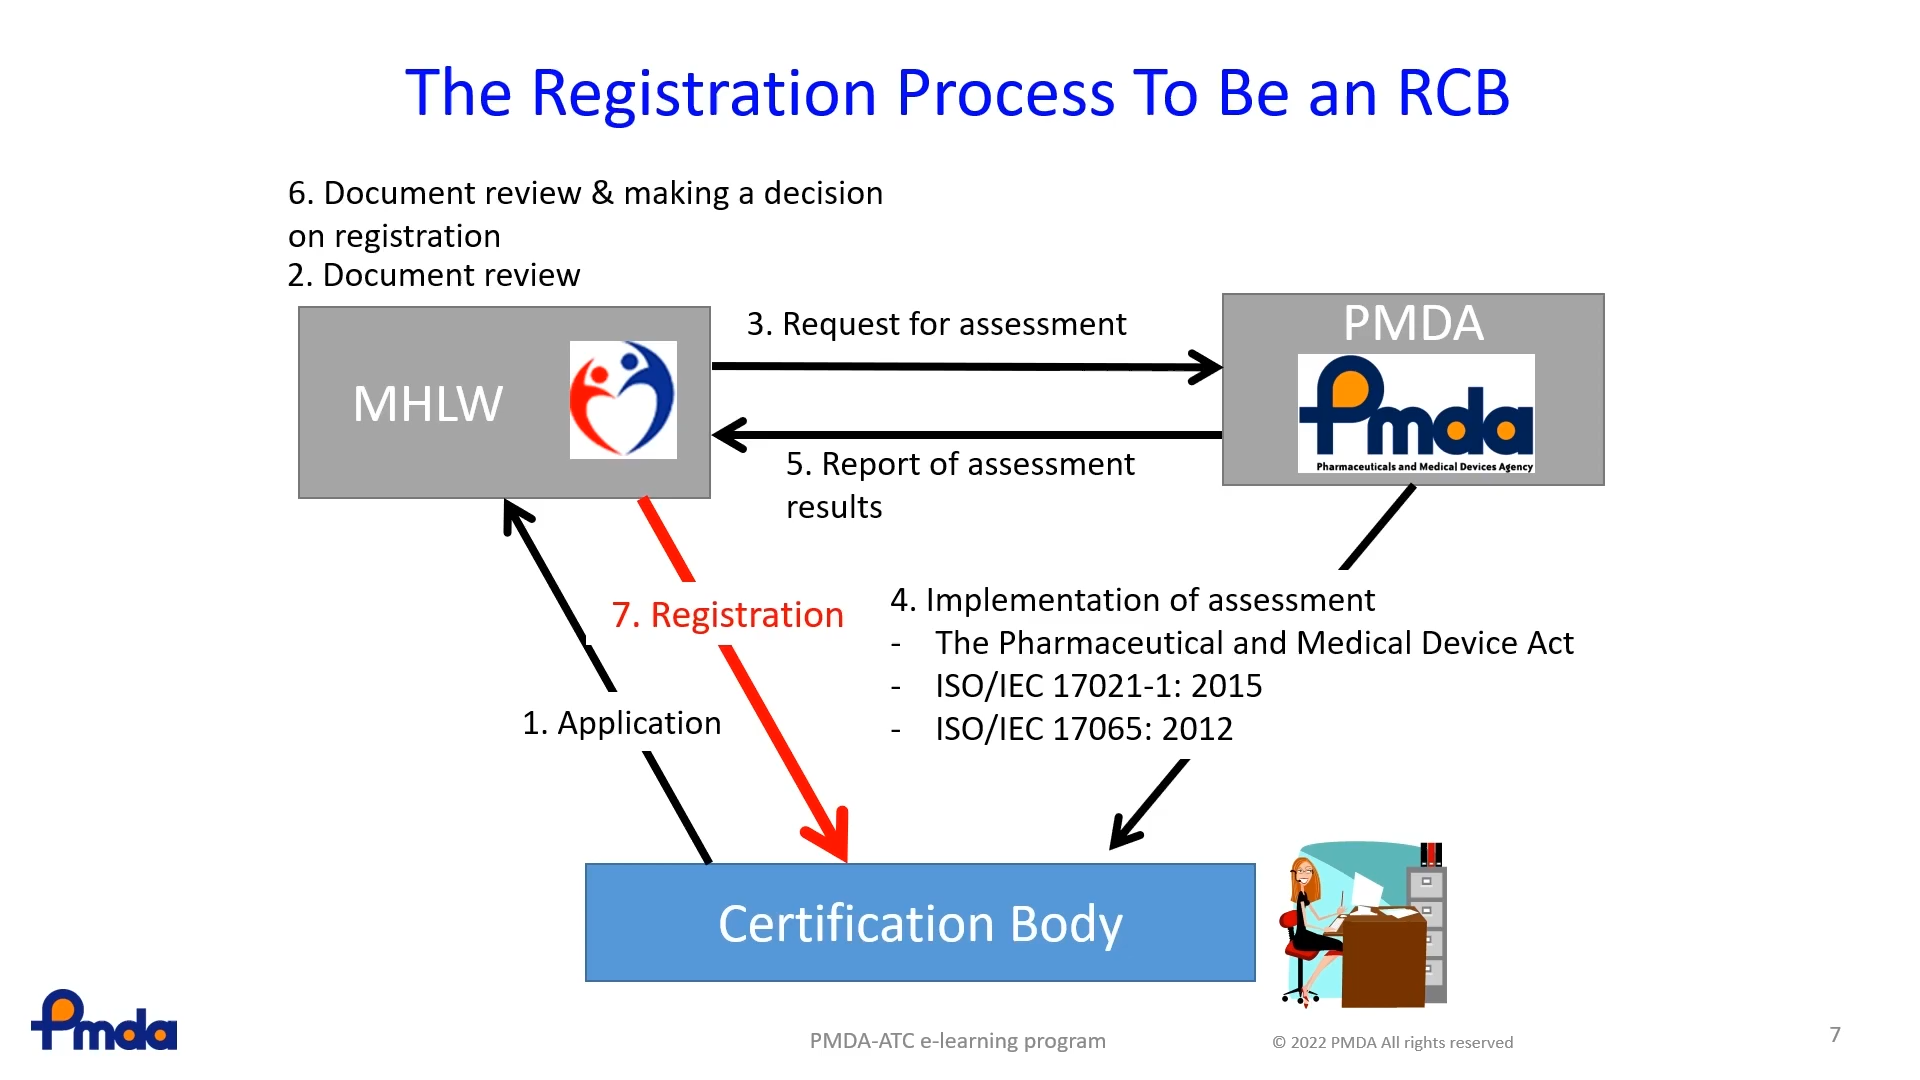 The Registration Process To Be an RCB
6. Document review & making a decision
on registration
2. Document review
MHLW
3. Request for assessment
PMDA
Pmda
Pharmaceuticals and Medical Devices Agency
5. Report of assessment
results
7. Registration
4. Implementation of assessment
- The Pharmaceutical and Medical Device Act
- ISO/IEC 17021-1: 2015
- ISO/IEC 17065: 2012
1. Application
Certification Body
Pmda
PMDA-ATC e-learning program
© 2022 PMDA All rights reserved
7